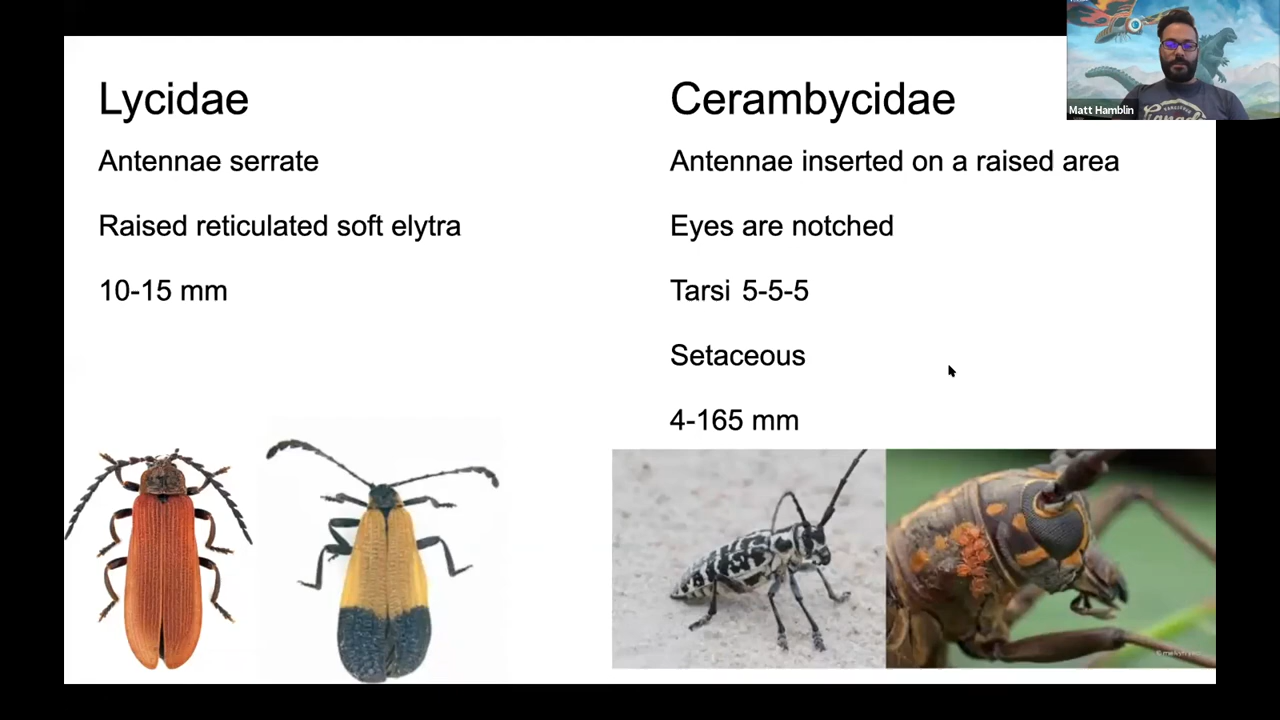 Lycidae
Antennae serrate
Raised reticulated soft elytra
10-15 mm
Cerambycidae
Antennae inserted on a raised area
Eyes are notched
Tarsi 5-5-5
Setaceous
4-165 mm
Matt Hamblin